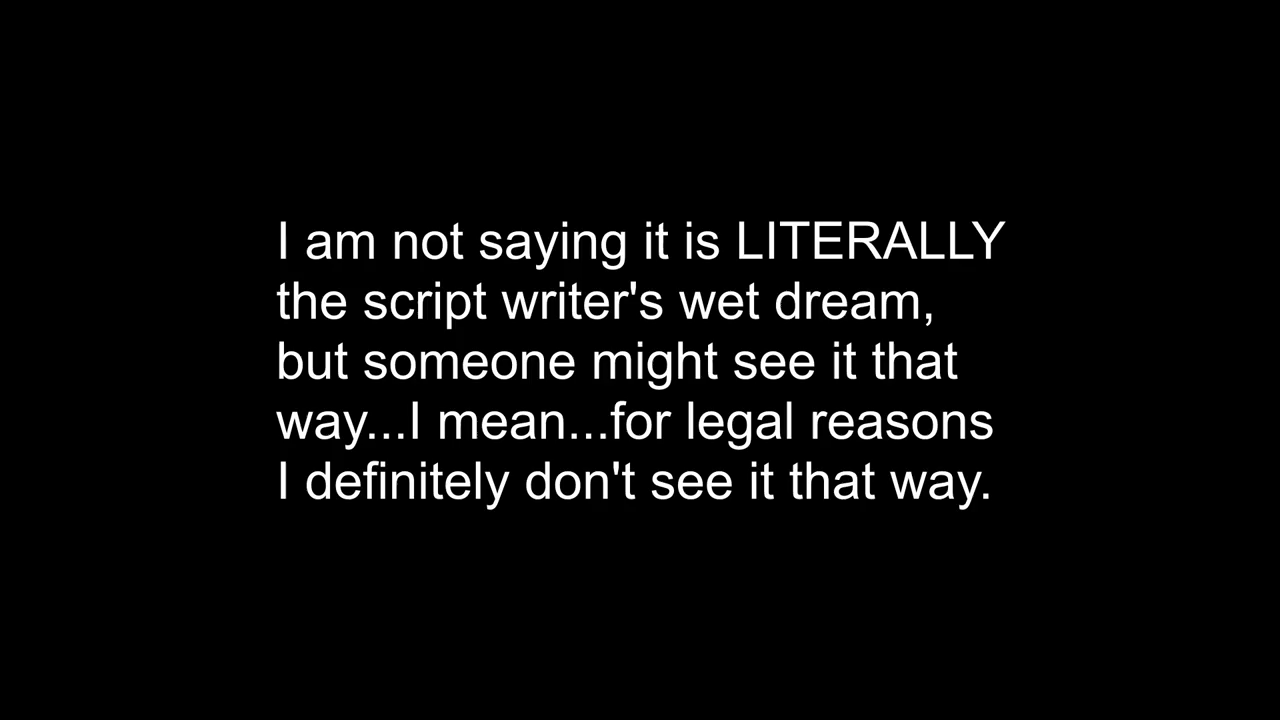 I am not saying it is LITERALLY
the script writer's wet dream,
but someone might see it that
way...I mean...for legal reasons
I definitely don't see it that way.